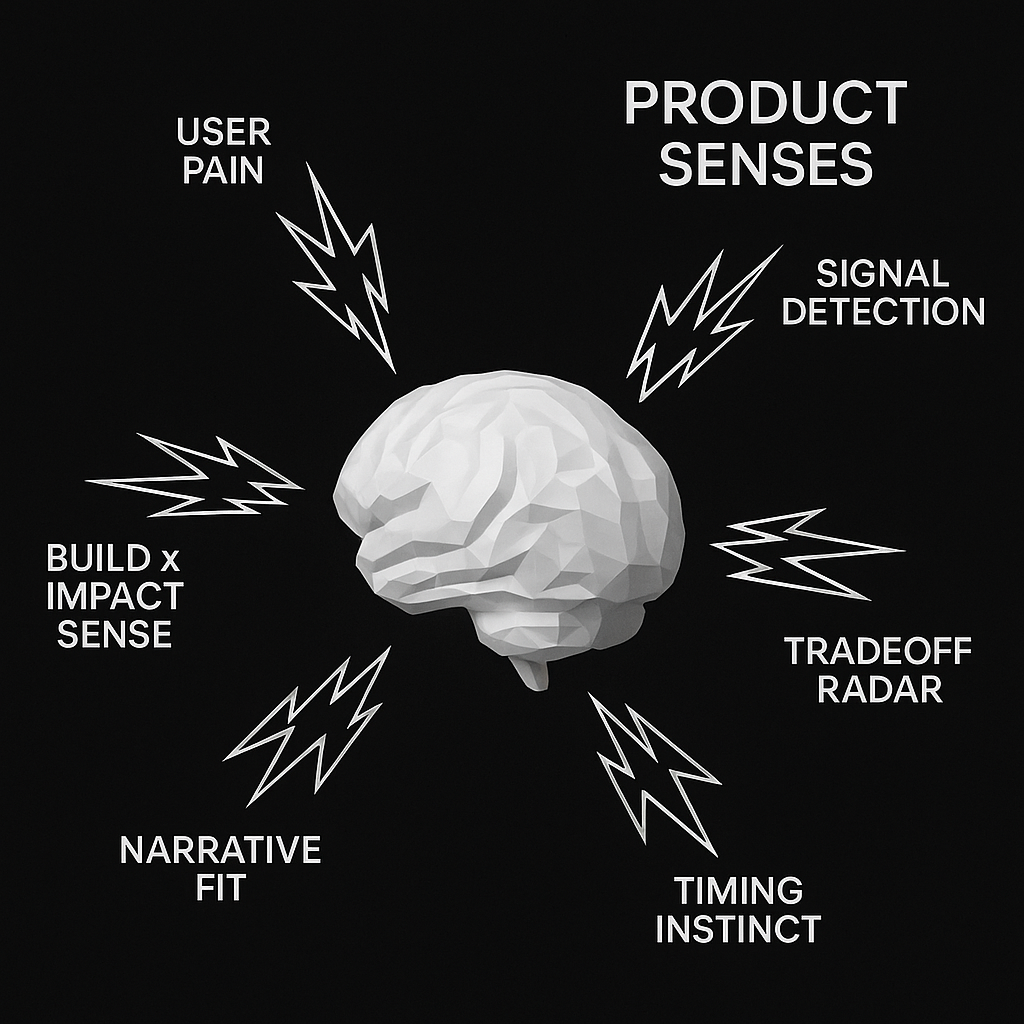 PRODUCT
SENSES
USER
PAIN
SIGNAL
DETECTION
BUILD x
IMPACT
SENSE
TRADEOFF
RADAR
NARRATIVE
FIT
TIMING
INSTINCT